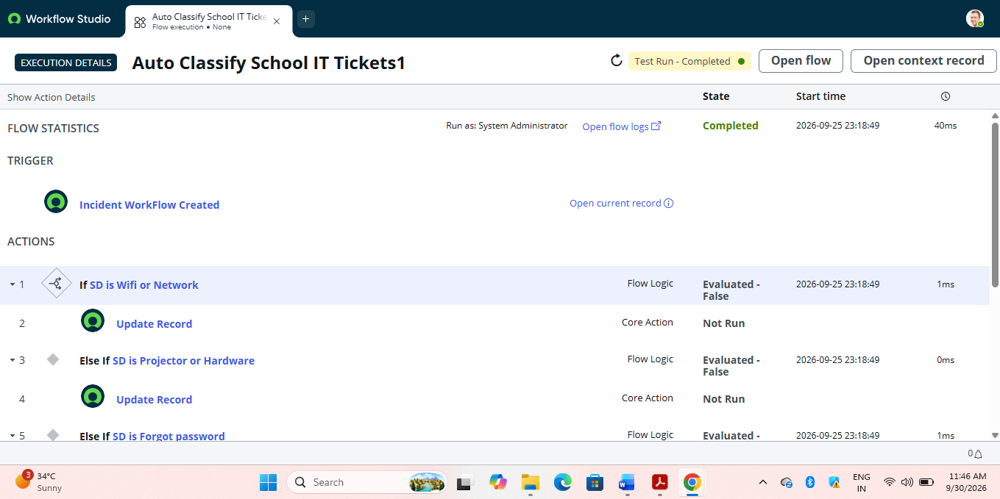 Workflow Studio
Auto Classify School IT Ticke
Flow execution • None
EXECUTION DETAILS
Auto Classify School IT Tickets1
Test Run - Completed
Open flow
Open context record
Show Action Details
State
Start time
FLOW STATISTICS
Run as: System Administrator
Open flow logs
Completed
2026-09-25 23:18:49
40ms
TRIGGER
Incident WorkFlow Created
Open current record
ACTIONS
1
If SD is Wifi or Network
Flow Logic
Evaluated -
False
2026-09-25 23:18:49
1ms
2
Update Record
Core Action
Not Run
3
Else If SD is Projector or Hardware
Flow Logic
Evaluated -
False
2026-09-25 23:18:49
0ms
4
Update Record
Core Action
Not Run
5
Else If SD is Forgot password
Flow Logic
Evaluated -
2026-09-25 23:18:49
1ms
0
3
34°C
Sunny
Search
ENG
IN
11:46 AM
9/30/2026